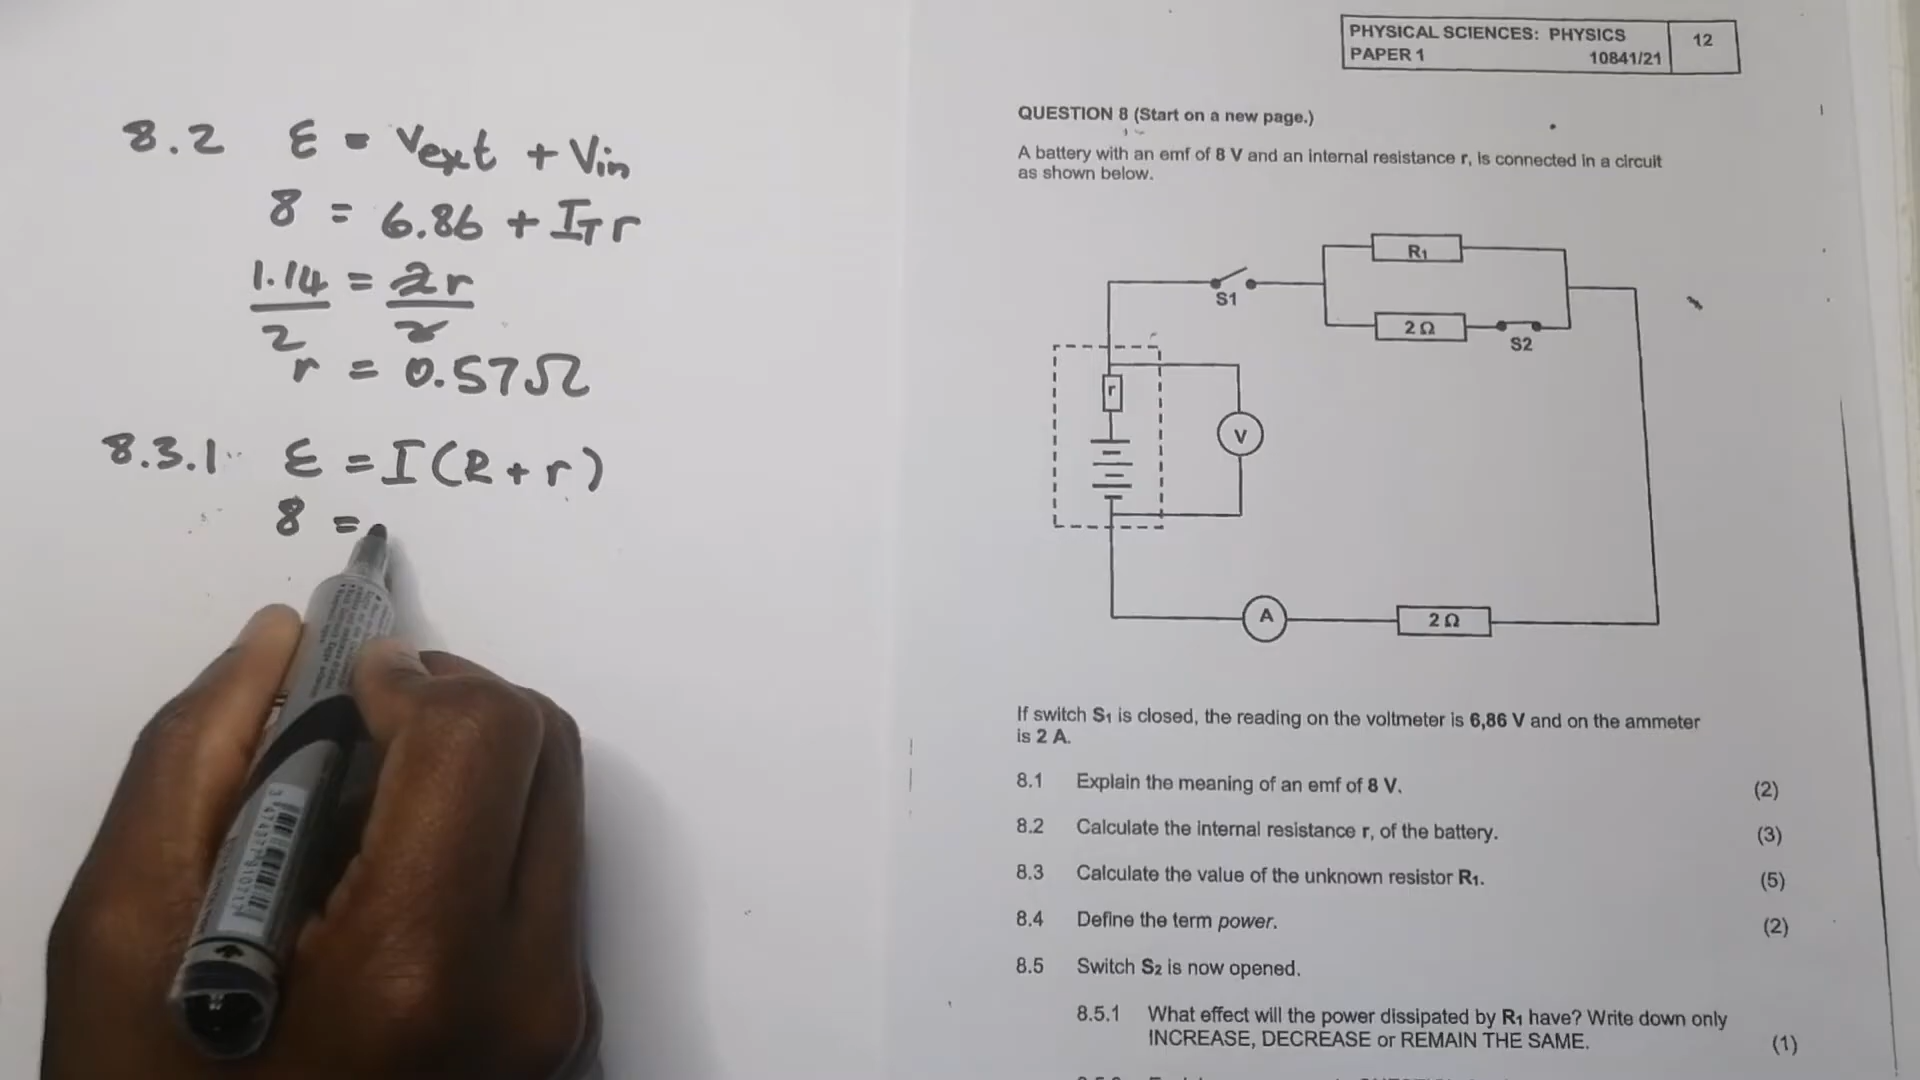 8.2 Ɛ = Vext + Vin
8 = 6.86 + ITr
1.14 = 2r
2 2
r = 0.57Ω
8.3.1 Ɛ = I(R+r)
8 =
PHYSICAL SCIENCES: PHYSICS
PAPER 1 10841/21
12
QUESTION 8 (Start on a new page.)
A battery with an emf of 8 V and an internal resistance r, is connected in a circuit
as shown below.
R1
S1
2 Ω
S2
r
V
A
2 Ω
If switch S1 is closed, the reading on the voltmeter is 6,86 V and on the ammeter
is 2 A.
8.1 Explain the meaning of an emf of 8 V. (2)
8.2 Calculate the internal resistance r, of the battery. (3)
8.3 Calculate the value of the unknown resistor R1. (5)
8.4 Define the term power. (2)
8.5 Switch S2 is now opened.
8.5.1 What effect will the power dissipated by R1 have? Write down only
INCREASE, DECREASE or REMAIN THE SAME. (1)